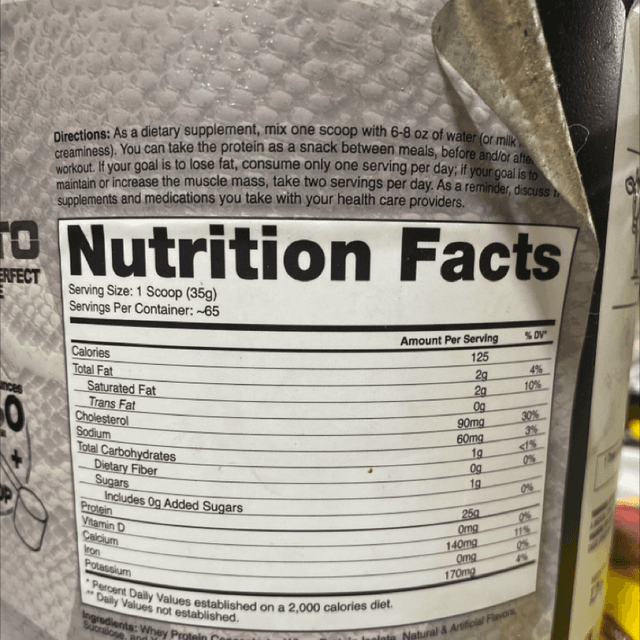 Directions: As a dietary supplement, mix one scoop with 6-8 oz of water (or milk
creaminess). You can take the protein as a snack between meals, before and/or afte
workout. If your goal is to lose fat, consume only one serving per day; if your goal is to
maintain or increase the muscle mass, take two servings per day. As a reminder, discuss
supplements and medications you take with your health care providers.
TO
ERFECT
Nutrition Facts
Serving Size: 1 Scoop (35g)
Servings Per Container: ~65
Amount Per Serving % DV*
Calories 125
Total Fat 2g 4%
Saturated Fat 2g 10%
Trans Fat 0g
Cholesterol 90mg 30%
Sodium 60mg 3%
Total Carbohydrates 1g <1%
Dietary Fiber 0g 0%
Sugars 1g
Includes 0g Added Sugars 0%
Protein 25g
Vitamin D 0mg 0%
Calcium 140mg 11%
Iron 0mg 0%
Potassium 170mg 4%
* Percent Daily Values established on a 2,000 calories diet.
** Daily Values not established.
Ingredients: Whey Protein Natural & Artificial Flavors,